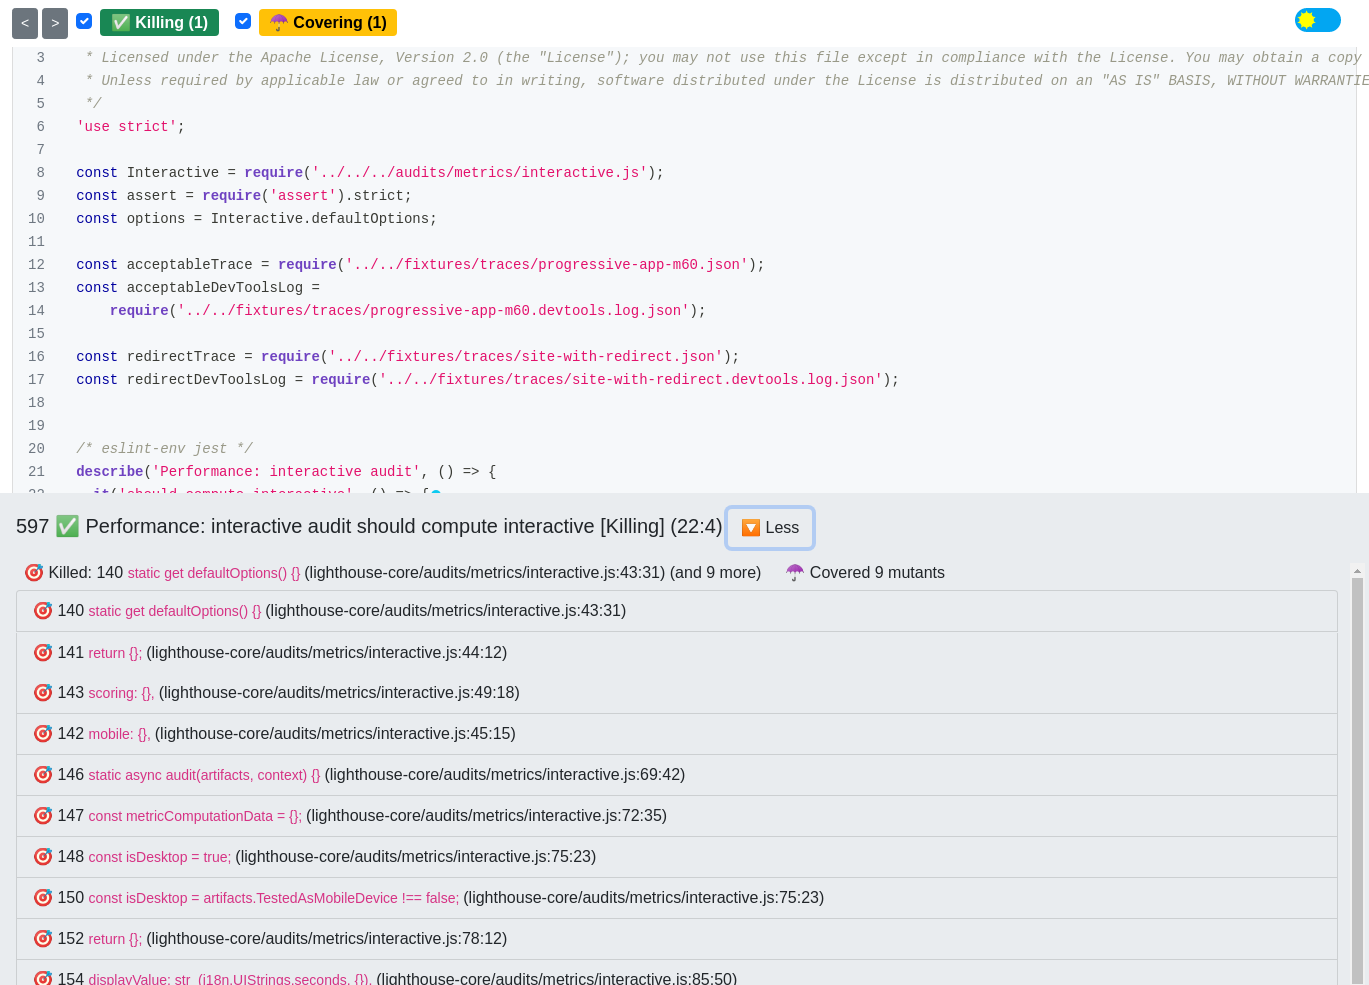 < > ✅ Killing (1) ☂️ Covering (1)
3 * Licensed under the Apache License, Version 2.0 (the "License"); you may not use this file except in compliance with the License. You may obtain a copy
4 * Unless required by applicable law or agreed to in writing, software distributed under the License is distributed on an "AS IS" BASIS, WITHOUT WARRANTIE
5 */
6 'use strict';
7
8 const Interactive = require('../../../audits/metrics/interactive.js');
9 const assert = require('assert').strict;
10 const options = Interactive.defaultOptions;
11
12 const acceptableTrace = require('../../fixtures/traces/progressive-app-m60.json');
13 const acceptableDevToolsLog =
14 require('../../fixtures/traces/progressive-app-m60.devtools.log.json');
15
16 const redirectTrace = require('../../fixtures/traces/site-with-redirect.json');
17 const redirectDevToolsLog = require('../../fixtures/traces/site-with-redirect.devtools.log.json');
18
19
20 /* eslint-env jest */
21 describe('Performance: interactive audit', () => {
22 it('should compute interactive', () => {
597 ✅ Performance: interactive audit should compute interactive [Killing] (22:4) 🔽 Less
🎯 Killed: 140 static get defaultOptions() {} (lighthouse-core/audits/metrics/interactive.js:43:31) (and 9 more) ☂️ Covered 9 mutants
🎯 140 static get defaultOptions() {} (lighthouse-core/audits/metrics/interactive.js:43:31)
🎯 141 return {}; (lighthouse-core/audits/metrics/interactive.js:44:12)
🎯 143 scoring: {}, (lighthouse-core/audits/metrics/interactive.js:49:18)
🎯 142 mobile: {}, (lighthouse-core/audits/metrics/interactive.js:45:15)
🎯 146 static async audit(artifacts, context) {} (lighthouse-core/audits/metrics/interactive.js:69:42)
🎯 147 const metricComputationData = {}; (lighthouse-core/audits/metrics/interactive.js:72:35)
🎯 148 const isDesktop = true; (lighthouse-core/audits/metrics/interactive.js:75:23)
🎯 150 const isDesktop = artifacts.TestedAsMobileDevice !== false; (lighthouse-core/audits/metrics/interactive.js:75:23)
🎯 152 return {}; (lighthouse-core/audits/metrics/interactive.js:78:12)
🎯 154 displayValue: str_(i18n.UIStrings.seconds, {}), (lighthouse-core/audits/metrics/interactive.js:85:50)